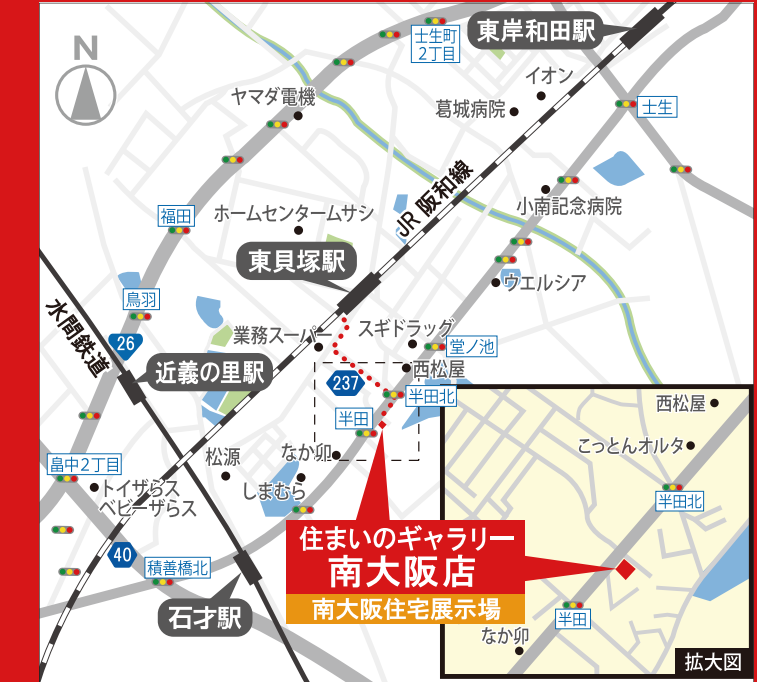 N
士生町
2丁目
東岸和田駅
イオン
ヤマダ電機
葛城病院
士生
JR 阪和線
小南記念病院
福田
ホームセンタームサシ
東貝塚駅
ウエルシア
鳥羽
水間鉄道
26
業務スーパー
スギドラッグ
堂ノ池
近義の里駅
237
西松屋
半田北
半田
畠中2丁目
松源
なか卯
しまむら
トイザらス
ベビーザらス
40
積善橋北
石才駅
住まいのギャラリー
南大阪店
南大阪住宅展示場
西松屋
こっとんオルタ
半田北
半田
なか卯
拡大図